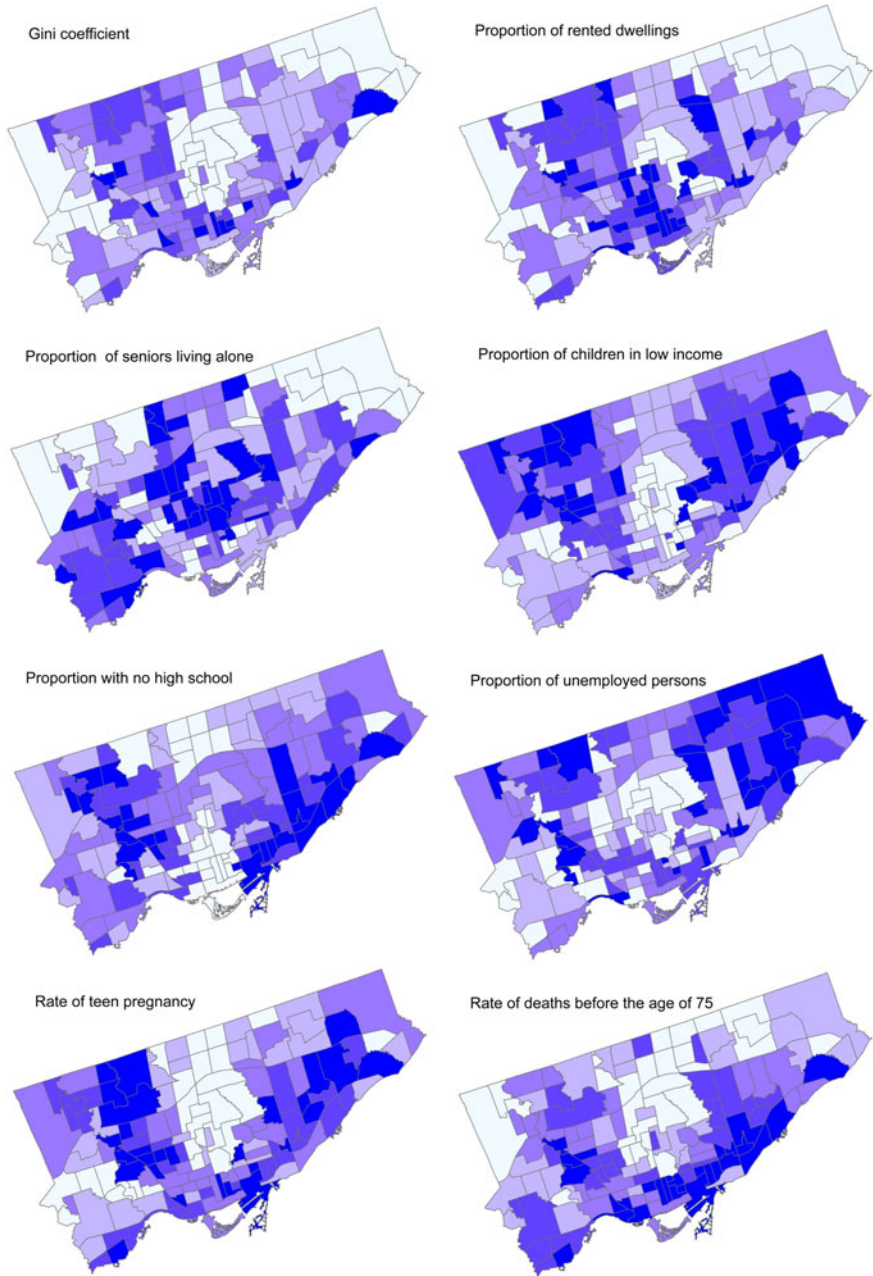 Gini coefficient
Proportion of rented dwellings
Proportion  of seniors living alone
Proportion of children in low income
Proportion with no high school
Proportion of unemployed persons
Rate of teen pregnancy
Rate of deaths before the age of 75